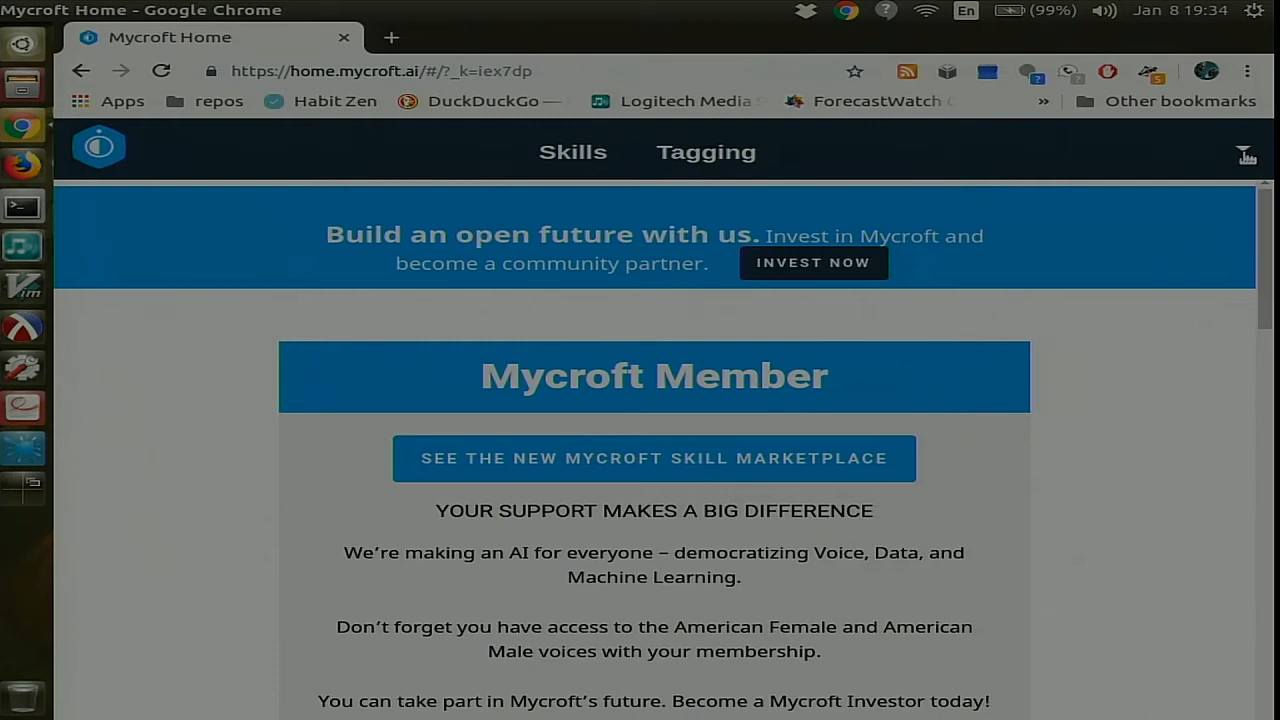 Mycroft Home - Google Chrome
En
(99%)
Jan 8 19:34
Mycroft Home
https://home.mycroft.ai/#/?_k=iex7dp
Apps
repos
Habit Zen
DuckDuckGo —
Logitech Media
ForecastWatch
»
Other bookmarks
Skills
Tagging
Build an open future with us. Invest in Mycroft and
become a community partner.
INVEST NOW
Mycroft Member
SEE THE NEW MYCROFT SKILL MARKETPLACE
YOUR SUPPORT MAKES A BIG DIFFERENCE
We’re making an AI for everyone – democratizing Voice, Data, and
Machine Learning.
Don’t forget you have access to the American Female and American
Male voices with your membership.
You can take part in Mycroft’s future. Become a Mycroft Investor today!